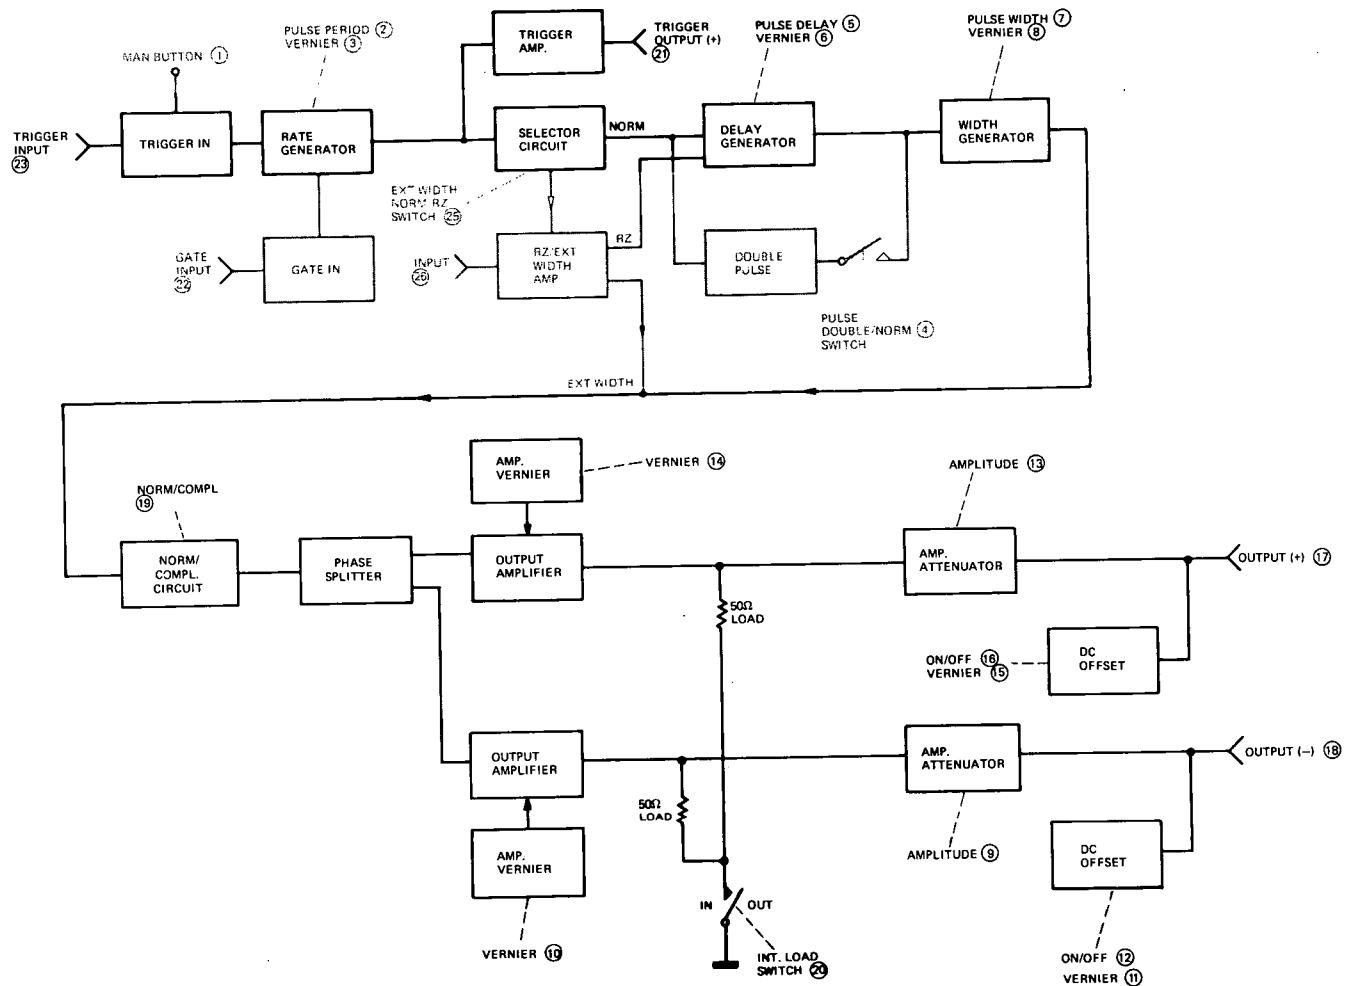 PULSE PERIOD ②
VERNIER ③
MAN BUTTON ①
TRIGGER
INPUT
㉓
TRIGGER IN
RATE
GENERATOR
GATE
INPUT
㉒
GATE IN
TRIGGER
AMP.
TRIGGER
OUTPUT (+)
㉑
SELECTOR
CIRCUIT
NORM
EXT WIDTH
NORM RZ
SWITCH ㉕
INPUT
㉖
RZ/EXT
WIDTH
AMP
RZ
PULSE DELAY ⑤
VERNIER ⑥
DELAY
GENERATOR
DOUBLE
PULSE
PULSE
DOUBLE/NORM ④
SWITCH
PULSE WIDTH ⑦
VERNIER ⑧
WIDTH
GENERATOR
EXT WIDTH
NORM/COMPL
⑲
NORM/
COMPL.
CIRCUIT
PHASE
SPLITTER
AMP.
VERNIER
VERNIER ⑭
OUTPUT
AMPLIFIER
50Ω
LOAD
AMPLITUDE ⑬
AMP.
ATTENUATOR
OUTPUT (+) ⑰
ON/OFF ⑯
VERNIER ⑮
DC
OFFSET
OUTPUT
AMPLIFIER
50Ω
LOAD
AMP.
VERNIER
VERNIER ⑩
AMP.
ATTENUATOR
OUTPUT (−) ⑱
AMPLITUDE ⑨
DC
OFFSET
IN OUT
INT. LOAD
SWITCH ⑳
ON/OFF ⑫
VERNIER ⑪